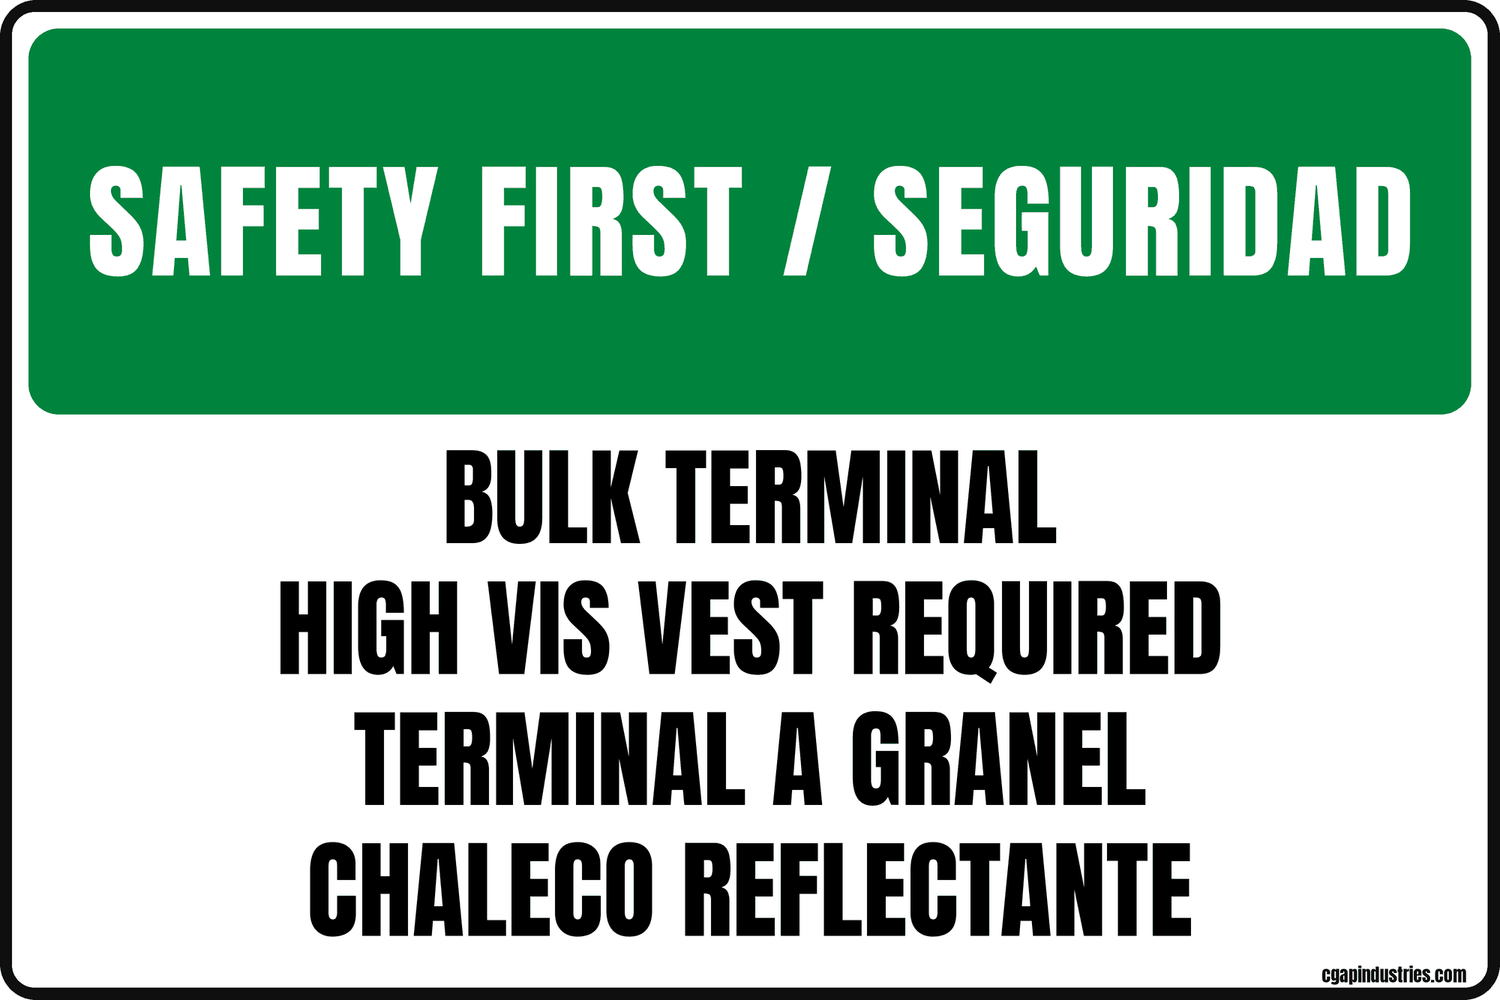 SAFETY FIRST / SEGURIDAD
BULK TERMINAL
HIGH VIS VEST REQUIRED
TERMINAL A GRANEL
CHALECO REFLECTANTE
cgapindustries.com